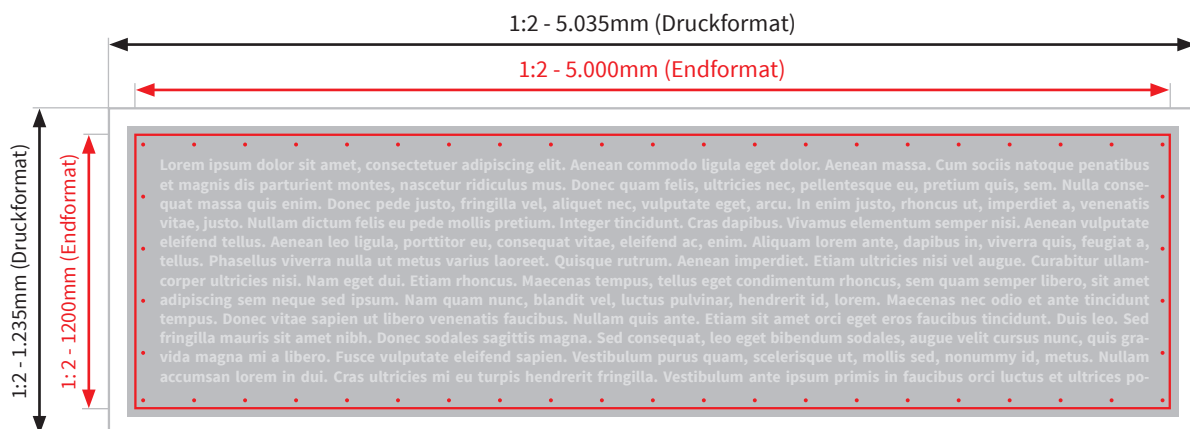 1:2 - 5.035mm (Druckformat)
1:2 - 5.000mm (Endformat)
1:2 - 1.235mm (Druckformat)
1: 2 - 1200mm (Endformat)
Lorem ipsum dolor sit amet, consectetuer adipiscing elit. Aenean commodo ligula eget dolor. Aenean massa. Cum sociis natoque penatibus
et magnis dis parturient montes, nascetur ridiculus mus. Donec quam felis, ultricies nec, pellentesque eu, pretium quis, sem. Nulla conse-
quat massa quis enim. Donec pede justo, fringilla vel, aliquet nec, vulputate eget, arcu. In enim justo, rhoncus ut, imperdiet a, venenatis
vitae, justo. Nullam dictum felis eu pede mollis pretium. Integer tincidunt. Cras dapibus. Vivamus elementum semper nisi. Aenean vulputate
eleifend tellus. Aenean leo ligula, porttitor eu, consequat vitae, eleifend ac, enim. Aliquam lorem ante, dapibus in, viverra quis, feugiat a,
tellus. Phasellus viverra nulla ut metus varius laoreet. Quisque rutrum. Aenean imperdiet. Etiam ultricies nisi vel augue. Curabitur ullam-
corper ultricies nisi. Nam eget dui. Etiam rhoncus. Maecenas tempus, tellus eget condimentum rhoncus, sem quam semper libero, sit amet
adipiscing sem neque sed ipsum. Nam quam nunc, blandit vel, luctus pulvinar, hendrerit id, lorem. Maecenas nec odio et ante tincidunt
tempus. Donec vitae sapien ut libero venenatis faucibus. Nullam quis ante. Etiam sit amet orci eget eros faucibus tincidunt. Duis leo. Sed
fringilla mauris sit amet nibh. Donec sodales sagittis magna. Sed consequat, leo eget bibendum sodales, augue velit cursus nunc, quis gra-
vida magna mi a libero. Fusce vulputate eleifend sapien. Vestibulum purus quam, scelerisque ut, mollis sed, nonummy id, metus. Nullam
accumsan lorem in dui. Cras ultricies mi eu turpis hendrerit fringilla. Vestibulum ante ipsum primis in faucibus orci luctus et ultrices po-